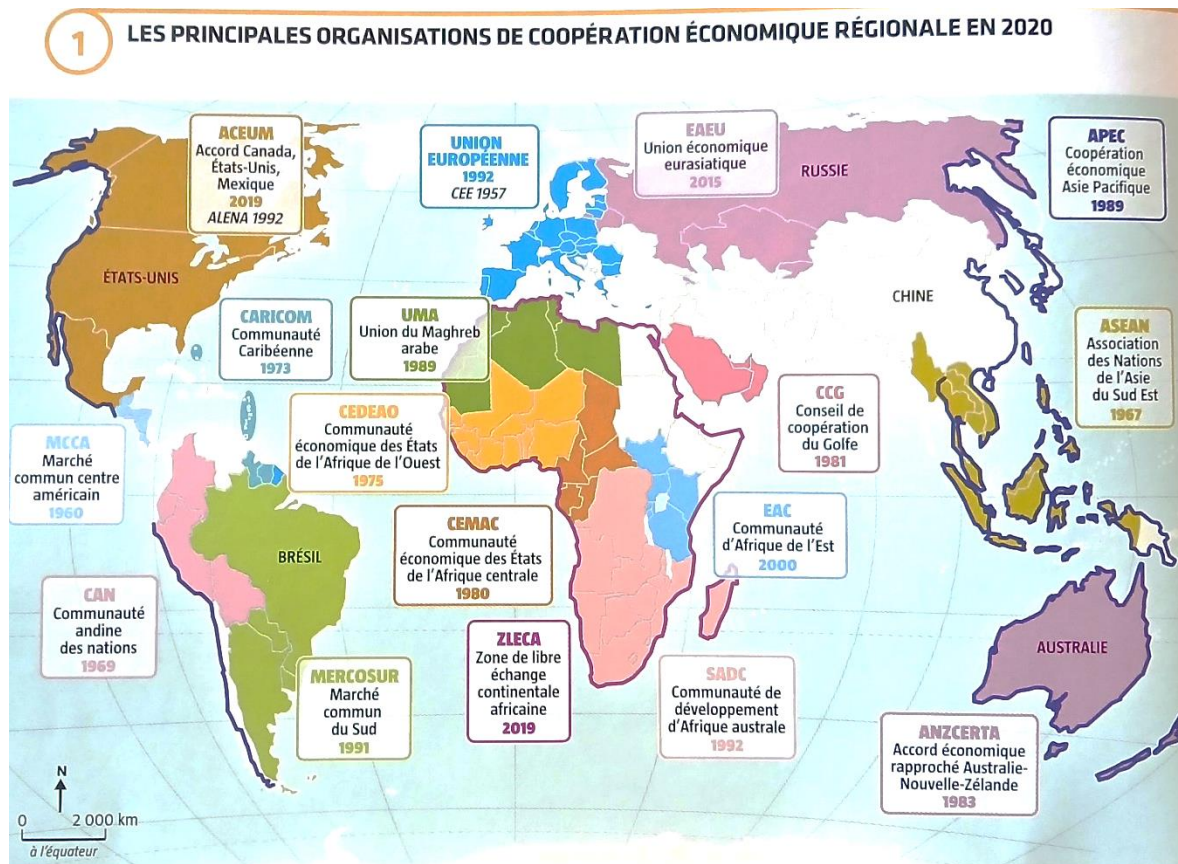 1
LES PRINCIPALES ORGANISATIONS DE COOPÉRATION ÉCONOMIQUE RÉGIONALE EN 2020
ACEUM
Accord Canada,
États-Unis,
Mexique
2019
ALENA 1992
UNION
EUROPÉENNE
1992
CEE 1957
EAEU
Union économique
eurasiatique
2015
RUSSIE
APEC
Coopération
économique
Asie Pacifique
1989
ÉTATS-UNIS
CHINE
CARICOM
Communauté
Caribéenne
1973
UMA
Union du Maghreb
arabe
1989
ASEAN
Association
des Nations
de l'Asie
du Sud Est
1967
MCCA
Marché
commun centre
américain
1960
CEDEAO
Communauté
économique des États
de l'Afrique de l'Ouest
1975
CCG
Conseil de
coopération
du Golfe
1981
BRÉSIL
CEMAC
Communauté
économique des États
de l'Afrique centrale
1980
EAC
Communauté
d'Afrique de l'Est
2000
CAN
Communauté
andine
des nations
1969
MERCOSUR
Marché
commun
du Sud
1991
ZLECA
Zone de libre
échange
continentale
africaine
2019
SADC
Communauté de
développement
d'Afrique australe
1992
AUSTRALIE
ANZCERTA
Accord économique
rapproché Australie-
Nouvelle-Zélande
1983
N
0 2 000 km
à l'équateur